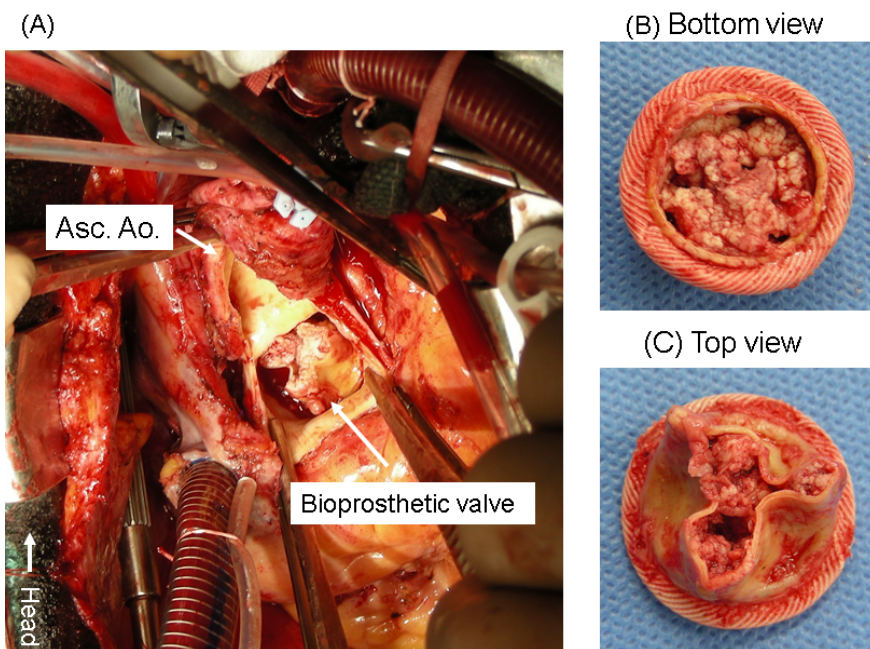 (A)
Asc. Ao.
Bioprosthetic valve
Head
(B) Bottom view
(C) Top view